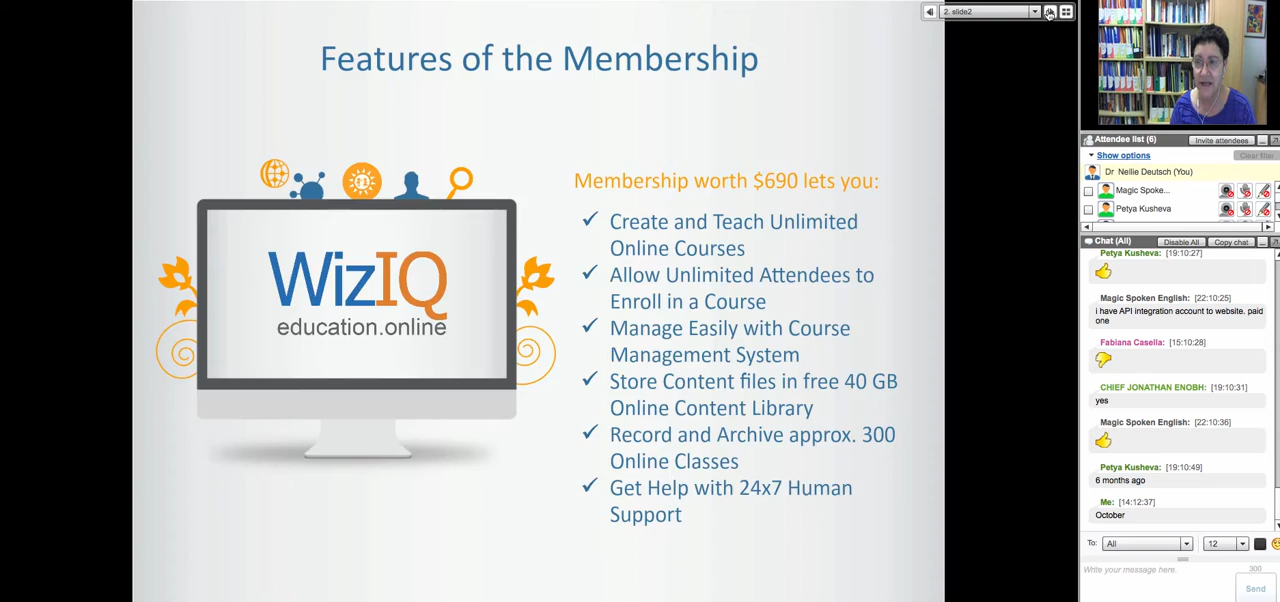 2. slide2
Features of the Membership
Membership worth $690 lets you:
Create and Teach Unlimited
Online Courses
Allow Unlimited Attendees to
Enroll in a Course
Manage Easily with Course
Management System
Store Content files in free 40 GB
Online Content Library
Record and Archive approx. 300
Online Classes
Get Help with 24x7 Human
Support
WizIQ
education.online
Attendee list (6)
Invite attendees
Show options
Clear filter
Dr Nellie Deutsch (You)
Magic Spoke...
Petya Kusheva
Chat (All)
Disable All
Copy chat
Petya Kusheva: [19:10:27]
Magic Spoken English: [22:10:25]
i have API integration account to website. paid
one
Fabiana Casella: [15:10:28]
CHIEF JONATHAN ENOBH: [19:10:31]
yes
Magic Spoken English: [22:10:36]
Petya Kusheva: [19:10:49]
6 months ago
Me: [14:12:37]
October
To: All 12
Write your message here.
300
Send